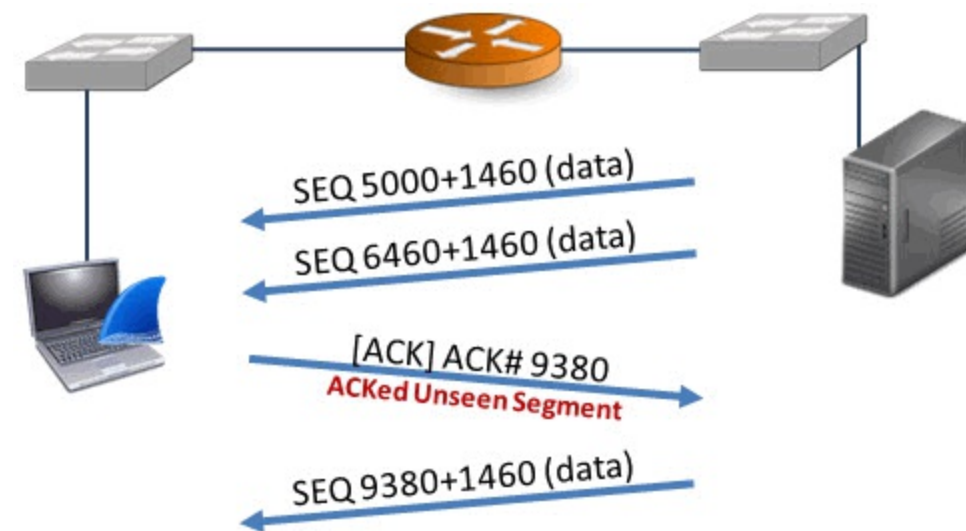 SEQ 5000+1460 (data)
SEQ 6460+1460 (data)
[ACK] ACK# 9380
ACKed Unseen Segment
SEQ 9380+1460 (data)